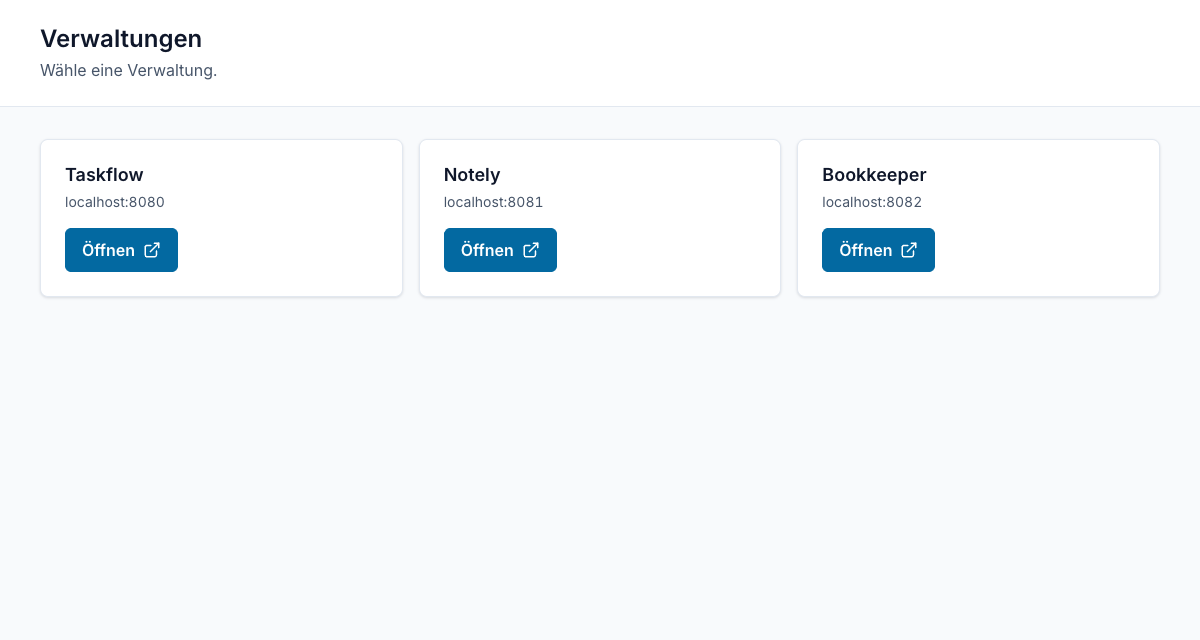 Verwaltungen
Wähle eine Verwaltung.
Taskflow
localhost:8080
Öffnen
Notely
localhost:8081
Öffnen
Bookkeeper
localhost:8082
Öffnen